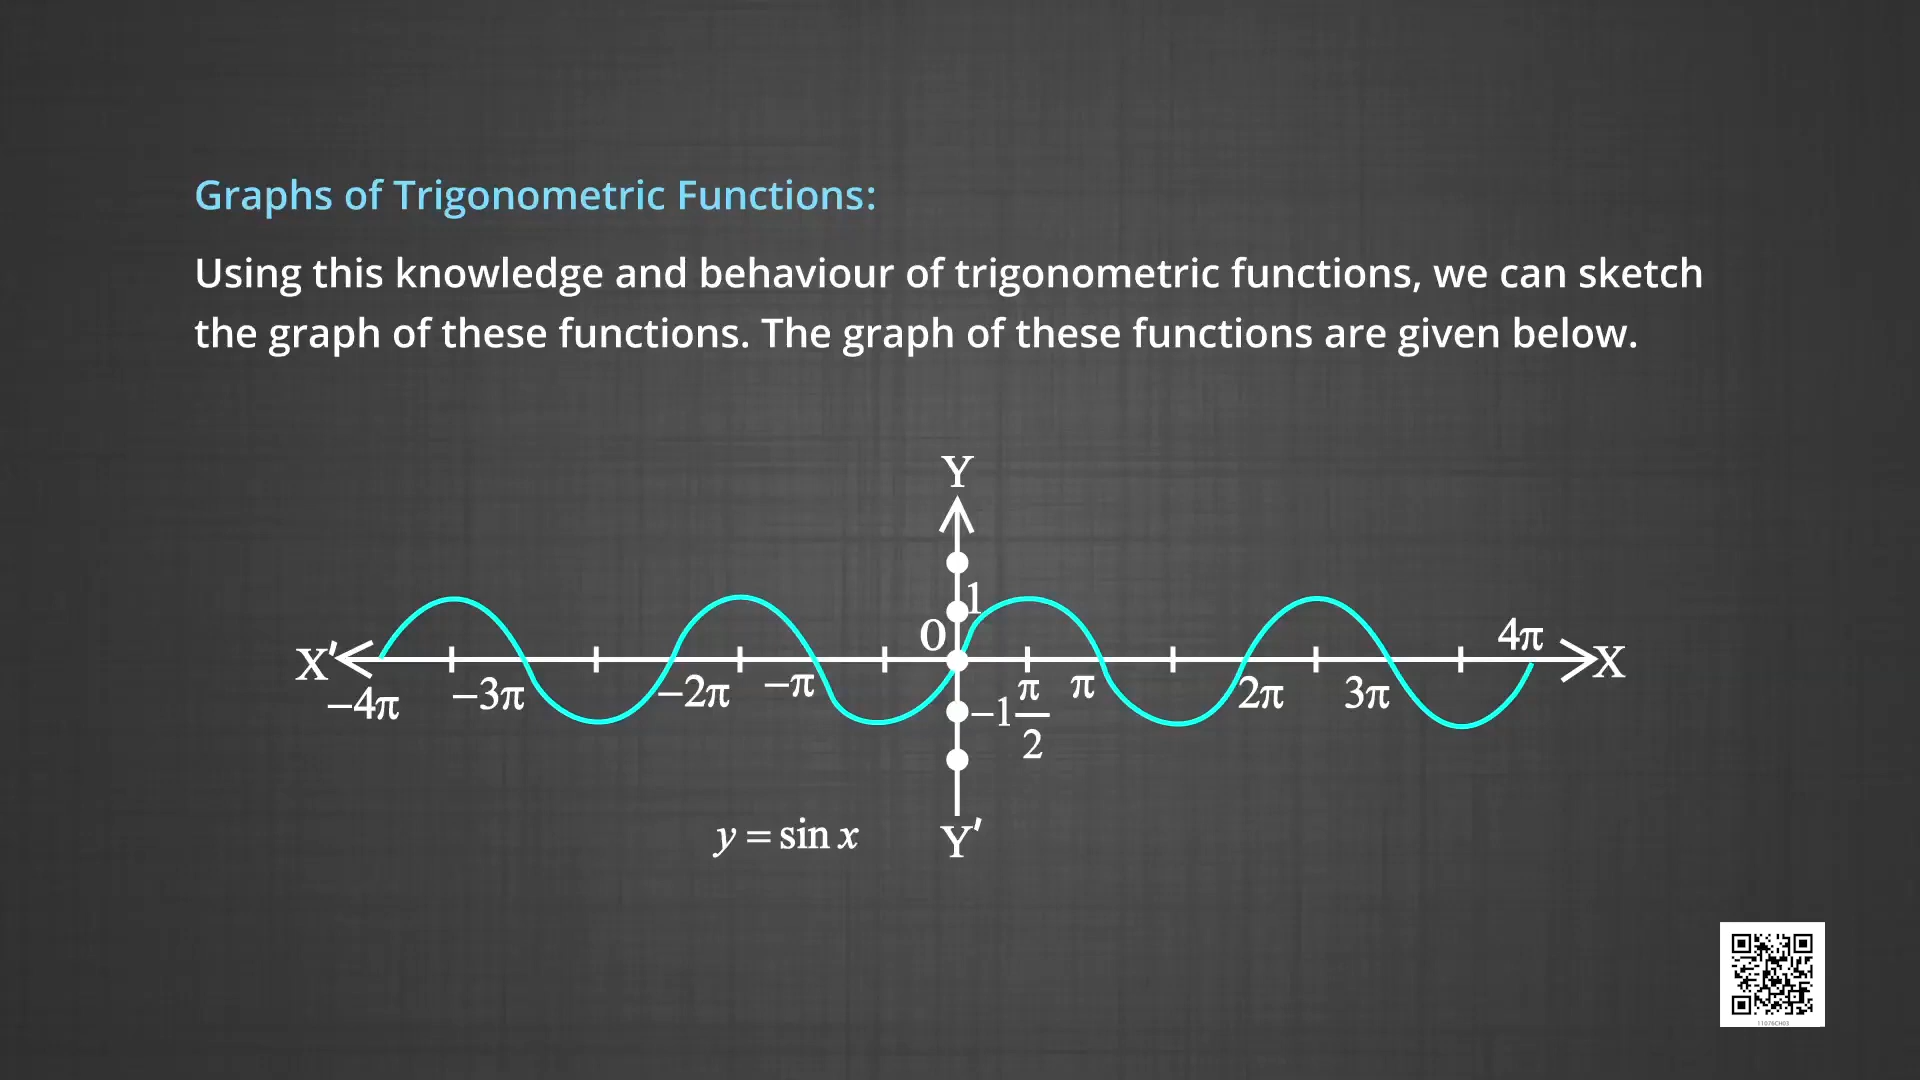 Graphs of Trigonometric Functions:
Using this knowledge and behaviour of trigonometric functions, we can sketch
the graph of these functions. The graph of these functions are given below.
Y
1
0
4π
X′
X
−4π
−3π
−2π
−π
π/2
π
2π
3π
−1
y = sin x
Y′
11076CH03